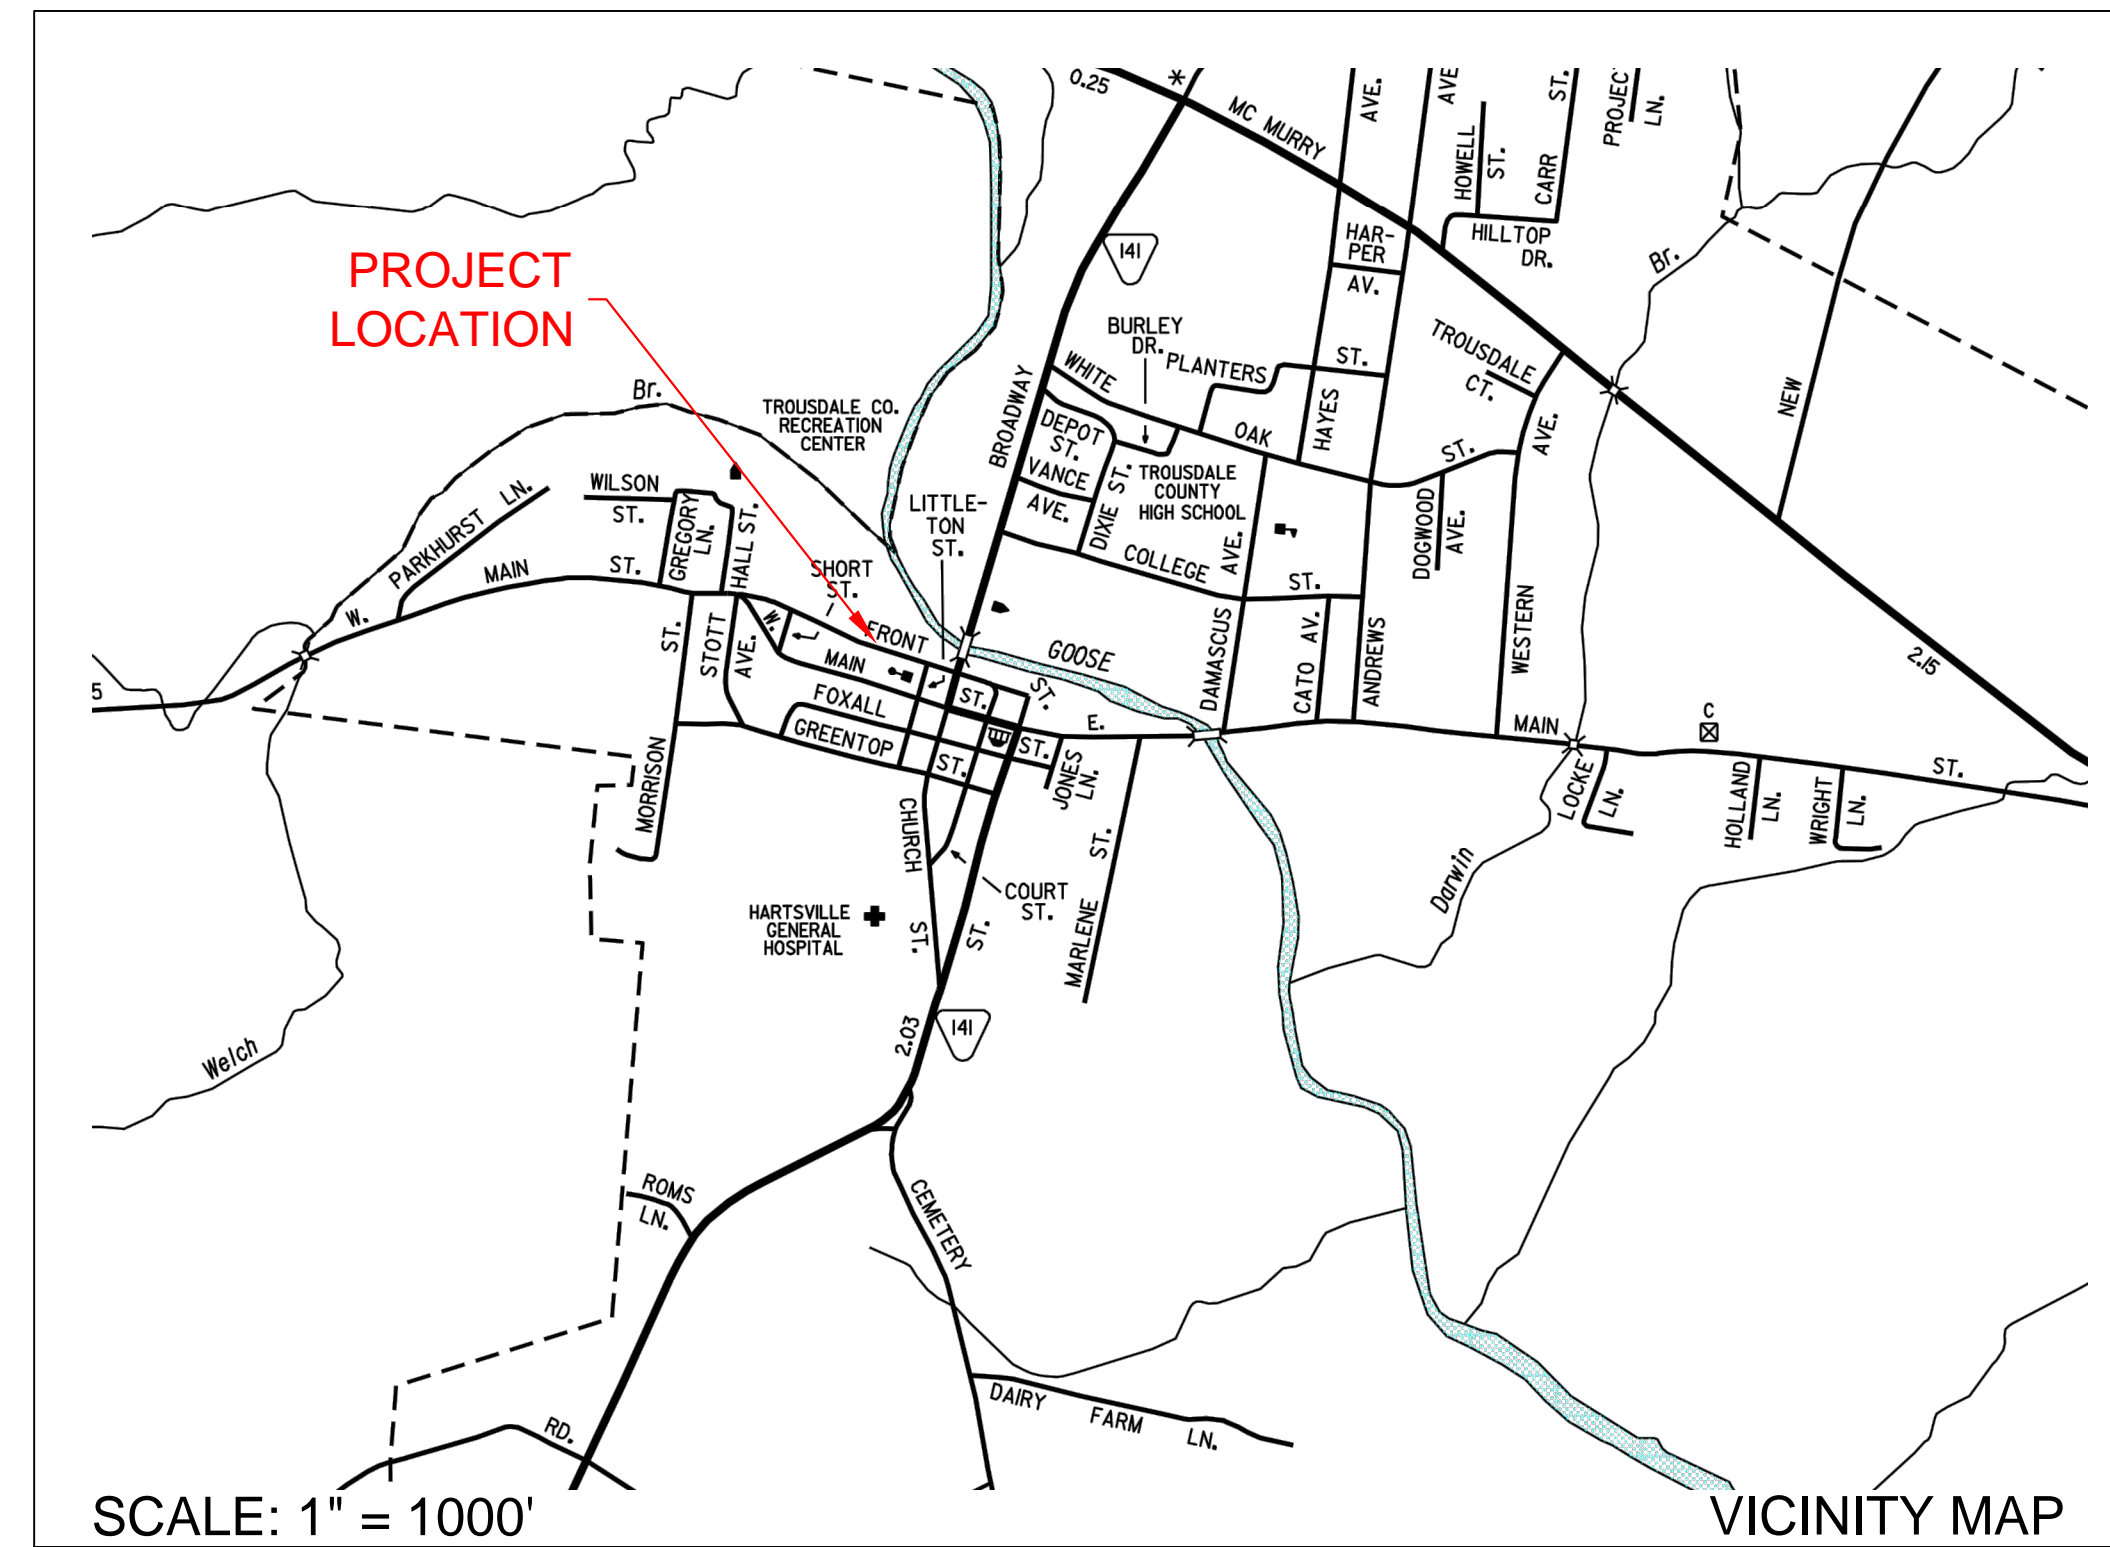 0.25
*
MC MURRY
AVE.
AVE
HOWELL
ST.
CARR
ST.
PROJEC
LN.
HILLTOP
DR.
Br.
141
HAR-
PER
AV.
PROJECT
LOCATION
BURLEY
DR.
PLANTERS
ST.
TROUSDALE
CT.
WHITE
OAK
ST.
HAYES
AVE.
NEW
BROADWAY
DEPOT
ST.
VANCE
AVE.
DIXIE ST.
TROUSDALE
COUNTY
HIGH SCHOOL
Br.
TROUSDALE CO.
RECREATION
CENTER
LITTLE-
TON
ST.
PARKHURST LN.
WILSON
ST.
GREGORY
LN.
HALL ST.
SHORT
ST.
COLLEGE
ST.
DAMASCUS
AVE.
DOGWOOD
AVE.
W.
MAIN
ST.
ST.
STOTT
AVE.
W.
MAIN
FRONT
ST.
GOOSE
CATO AV.
ANDREWS
WESTERN
2.15
5
FOXALL
GREENTOP
ST.
ST.
ST.
E.
MAIN
ST.
C
MORRISON
JONES
LN.
CHURCH
ST.
COURT
ST.
ST.
MARLENE ST.
LOCKE
LN.
HOLLAND
LN.
WRIGHT
LN.
Darwin
HARTSVILLE
GENERAL
HOSPITAL
Welch
2.03
141
ROMS
LN.
CEMETERY
DAIRY FARM LN.
RD.
SCALE: 1" = 1000'
VICINITY MAP